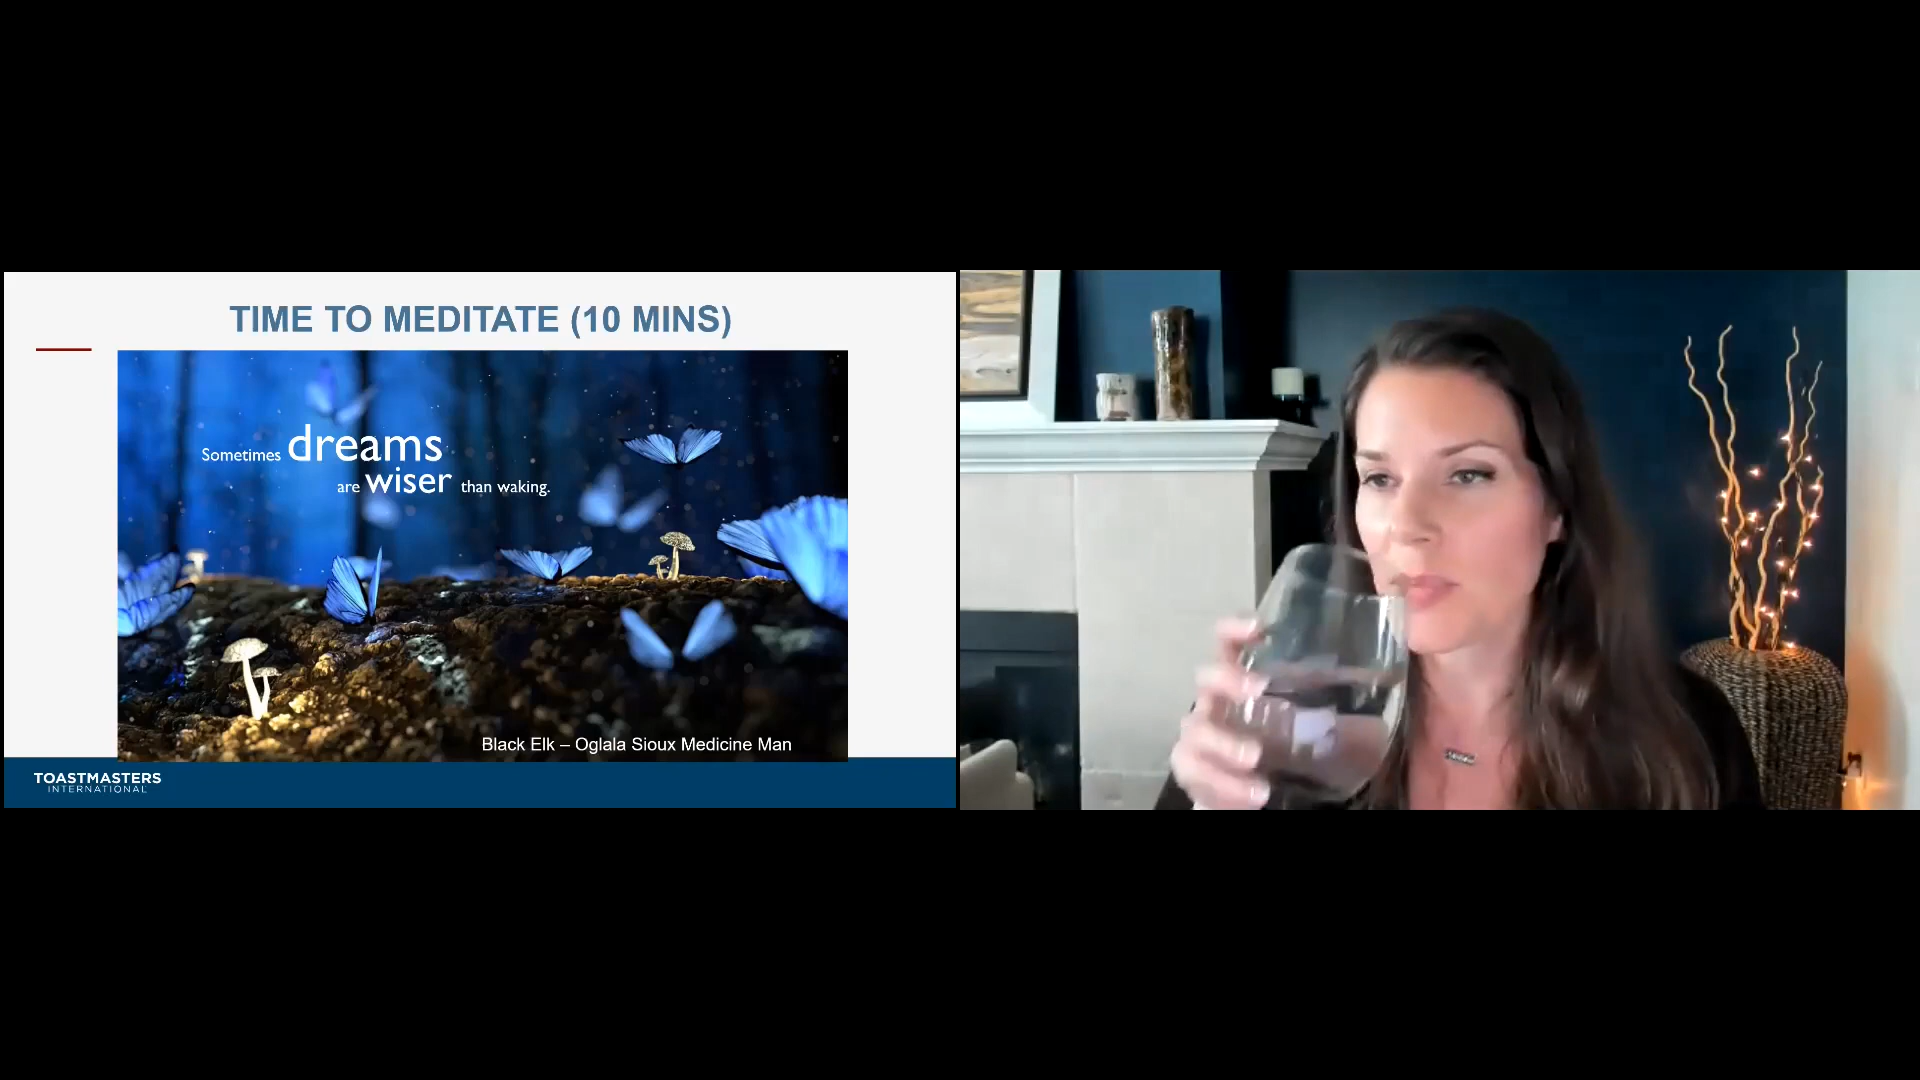 TIME TO MEDITATE (10 MINS)
Sometimes dreams
are wiser than waking.
Black Elk – Oglala Sioux Medicine Man
TOASTMASTERS
INTERNATIONAL